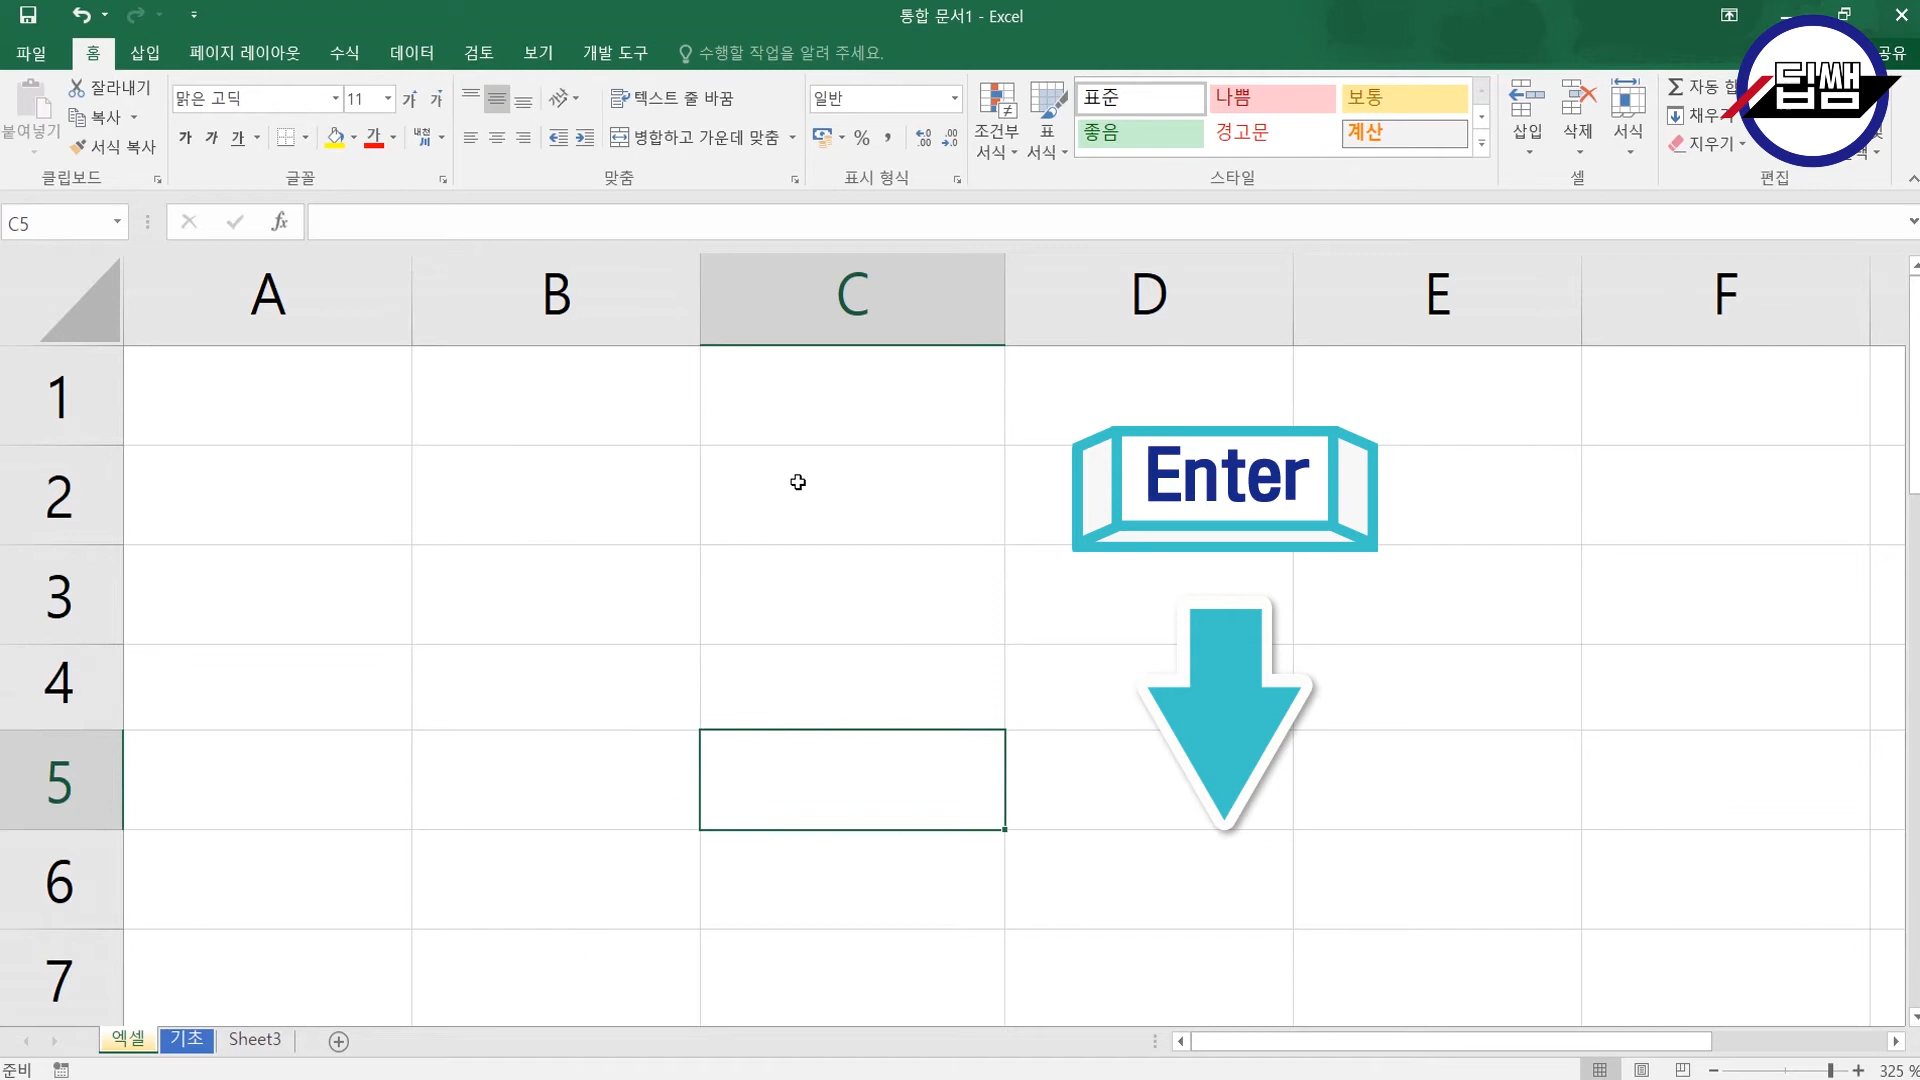 통합 문서1 - Excel
파일 홈 삽입 페이지 레이아웃 수식 데이터 검토 보기 개발 도구 수행할 작업을 알려 주세요. 공유
팁쌤
붙여넣기
잘라내기
복사
서식 복사
클립보드
맑은 고딕 11 가 가
가 가 가 가 내천
글꼴
텍스트 줄 바꿈
병합하고 가운데 맞춤
맞춤
일반
% ,
표시 형식
조건부
서식
표
서식
표준 나쁨 보통
좋음 경고문 계산
스타일
삽입 삭제 서식
셀
자동 합
채우기
지우기
편집
C5 fx
A B C D E F
1
2
3
4
5
6
7
Enter
엑셀 기초 Sheet3
준비 325 %